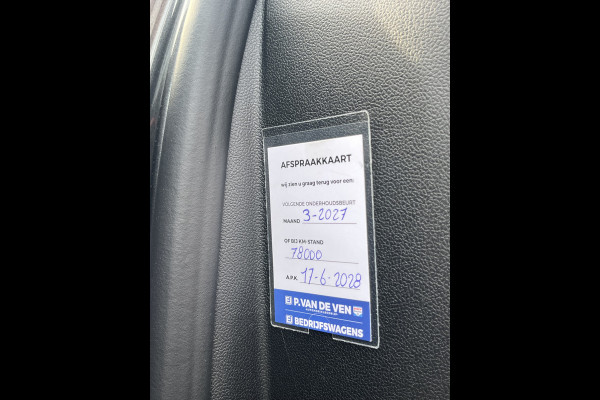 AFSPRAAKKAART
wij zien u graag terug voor een:
VOLGENDE ONDERHOUDSBEURT
MAAND 3-2027
OF BIJ KM-STAND
78000
A.P.K. 17-6-2028
P. VAN DE VEN
BEDRIJFSWAGENS